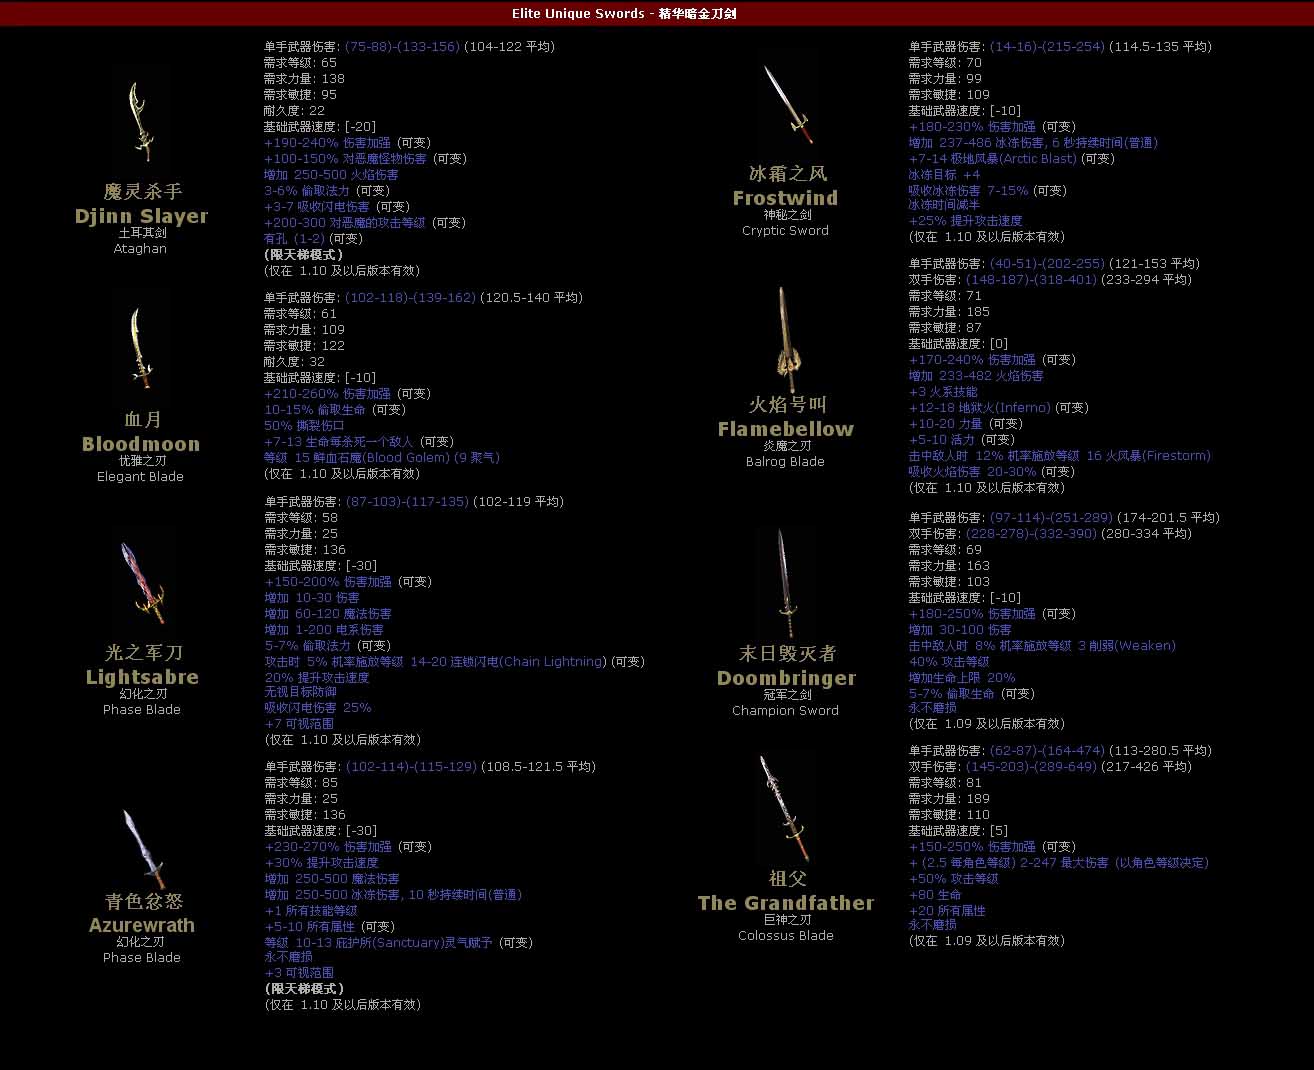 Elite Unique Swords - 精华暗金刀剑
魔灵杀手
Djinn Slayer
土耳其剑
Ataghan
单手武器伤害: (75-88)-(133-156) (104-122 平均)
需求等级: 65
需求力量: 138
需求敏捷: 95
耐久度: 22
基础武器速度: [-20]
+190-240% 伤害加强 (可变)
+100-150% 对恶魔怪物伤害 (可变)
增加 250-500 火焰伤害
3-6% 偷取法力 (可变)
+3-7 吸收闪电伤害 (可变)
+200-300 对恶魔的攻击等级 (可变)
有孔 (1-2) (可变)
(限天梯模式)
(仅在 1.10 及以后版本有效)
血月
Bloodmoon
优雅之刃
Elegant Blade
单手武器伤害: (102-118)-(139-162) (120.5-140 平均)
需求等级: 61
需求力量: 109
需求敏捷: 122
耐久度: 32
基础武器速度: [-10]
+210-260% 伤害加强 (可变)
10-15% 偷取生命 (可变)
50% 撕裂伤口
+7-13 生命每杀死一个敌人 (可变)
等级 15 鲜血石魔(Blood Golem) (9 聚气)
(仅在 1.10 及以后版本有效)
光之军刀
Lightsabre
幻化之刃
Phase Blade
单手武器伤害: (87-103)-(117-135) (102-119 平均)
需求等级: 58
需求力量: 25
需求敏捷: 136
基础武器速度: [-30]
+150-200% 伤害加强 (可变)
增加 10-30 伤害
增加 60-120 魔法伤害
增加 1-200 电系伤害
5-7% 偷取法力 (可变)
攻击时 5% 机率施放等级 14-20 连锁闪电(Chain Lightning) (可变)
20% 提升攻击速度
无视目标防御
吸收闪电伤害 25%
+7 可视范围
(仅在 1.10 及以后版本有效)
青色忿怒
Azurewrath
幻化之刃
Phase Blade
单手武器伤害: (102-114)-(115-129) (108.5-121.5 平均)
需求等级: 85
需求力量: 25
需求敏捷: 136
基础武器速度: [-30]
+230-270% 伤害加强 (可变)
+30% 提升攻击速度
增加 250-500 魔法伤害
增加 250-500 冰冻伤害, 10 秒持续时间(普通)
+1 所有技能等级
+5-10 所有属性 (可变)
等级 10-13 庇护所(Sanctuary)灵气赋予 (可变)
永不磨损
+3 可视范围
(限天梯模式)
(仅在 1.10 及以后版本有效)
冰霜之风
Frostwind
神秘之剑
Cryptic Sword
单手武器伤害: (14-16)-(215-254) (114.5-135 平均)
需求等级: 70
需求力量: 99
需求敏捷: 109
基础武器速度: [-10]
+180-230% 伤害加强 (可变)
增加 237-486 冰冻伤害, 6 秒持续时间(普通)
+7-14 极地风暴(Arctic Blast) (可变)
冰冻目标 +4
吸收冰冻伤害 7-15% (可变)
冰冻时间减半
+25% 提升攻击速度
(仅在 1.10 及以后版本有效)
火焰号叫
Flamebellow
炎魔之刃
Balrog Blade
单手武器伤害: (40-51)-(202-255) (121-153 平均)
双手伤害: (148-187)-(318-401) (233-294 平均)
需求等级: 71
需求力量: 185
需求敏捷: 87
基础武器速度: [0]
+170-240% 伤害加强 (可变)
增加 233-482 火焰伤害
+3 火系技能
+12-18 地狱火(Inferno) (可变)
+10-20 力量 (可变)
+5-10 活力 (可变)
击中敌人时 12% 机率施放等级 16 火风暴(Firestorm)
吸收火焰伤害 20-30% (可变)
(仅在 1.10 及以后版本有效)
末日毁灭者
Doombringer
冠军之剑
Champion Sword
单手武器伤害: (97-114)-(251-289) (174-201.5 平均)
双手伤害: (228-278)-(332-390) (280-334 平均)
需求等级: 69
需求力量: 163
需求敏捷: 103
基础武器速度: [-10]
+180-250% 伤害加强 (可变)
增加 30-100 伤害
击中敌人时 8% 机率施放等级 3 削弱(Weaken)
40% 攻击等级
增加生命上限 20%
5-7% 偷取生命 (可变)
永不磨损
(仅在 1.09 及以后版本有效)
祖父
The Grandfather
巨神之刃
Colossus Blade
单手武器伤害: (62-87)-(164-474) (113-280.5 平均)
双手伤害: (145-203)-(289-649) (217-426 平均)
需求等级: 81
需求力量: 189
需求敏捷: 110
基础武器速度: [5]
+150-250% 伤害加强 (可变)
+ (2.5 每角色等级) 2-247 最大伤害 (以角色等级决定)
+50% 攻击等级
+80 生命
+20 所有属性
永不磨损
(仅在 1.09 及以后版本有效)